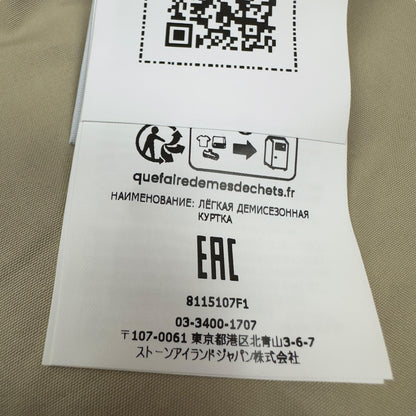 quefairedemesdechets.fr
НАИМЕНОВАНИЕ: ЛЁГКАЯ ДЕМИСЕЗОННАЯ
КУРТКА
EAC
8115107F1
03-3400-1707
〒107-0061 東京都港区北青山3-6-7
ストーンアイランドジャパン株式会社